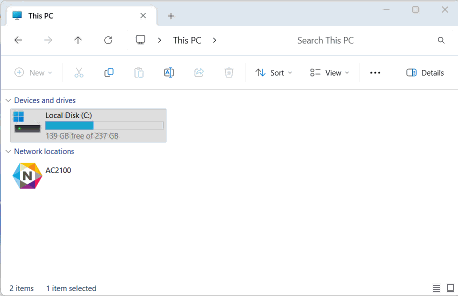 This PC
This PC
Search This PC
New
Sort
View
Details
Devices and drives
Local Disk (C:)
139 GB free of 237 GB
Network locations
N
AC2100
2 items 1 item selected